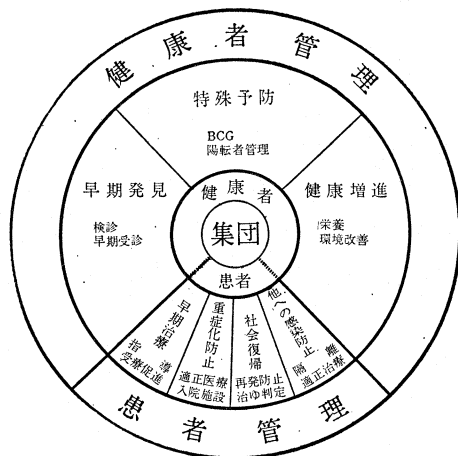 健康者管理
特殊予防
BCG
陽転者管理
早期発見
検診
早期受診
健康者
健康増進
栄養
環境改善
集団
患者
早期治療
指導
受療促進
重症化防止
適正医療
入院施設
社会復帰
再発防止
治ゆ判定
他への感染防止
隔離
適正治療
患者管理